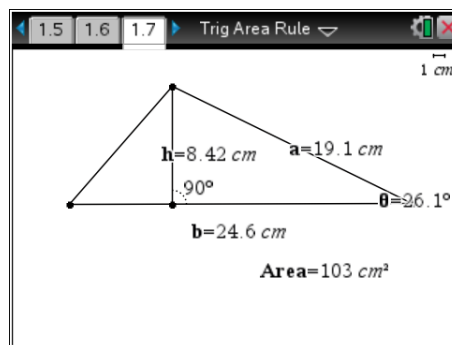 1.5 1.6 1.7 Trig Area Rule
1 cm
h=8.42 cm
a=19.1 cm
90°
θ=26.1°
b=24.6 cm
Area=103 cm²